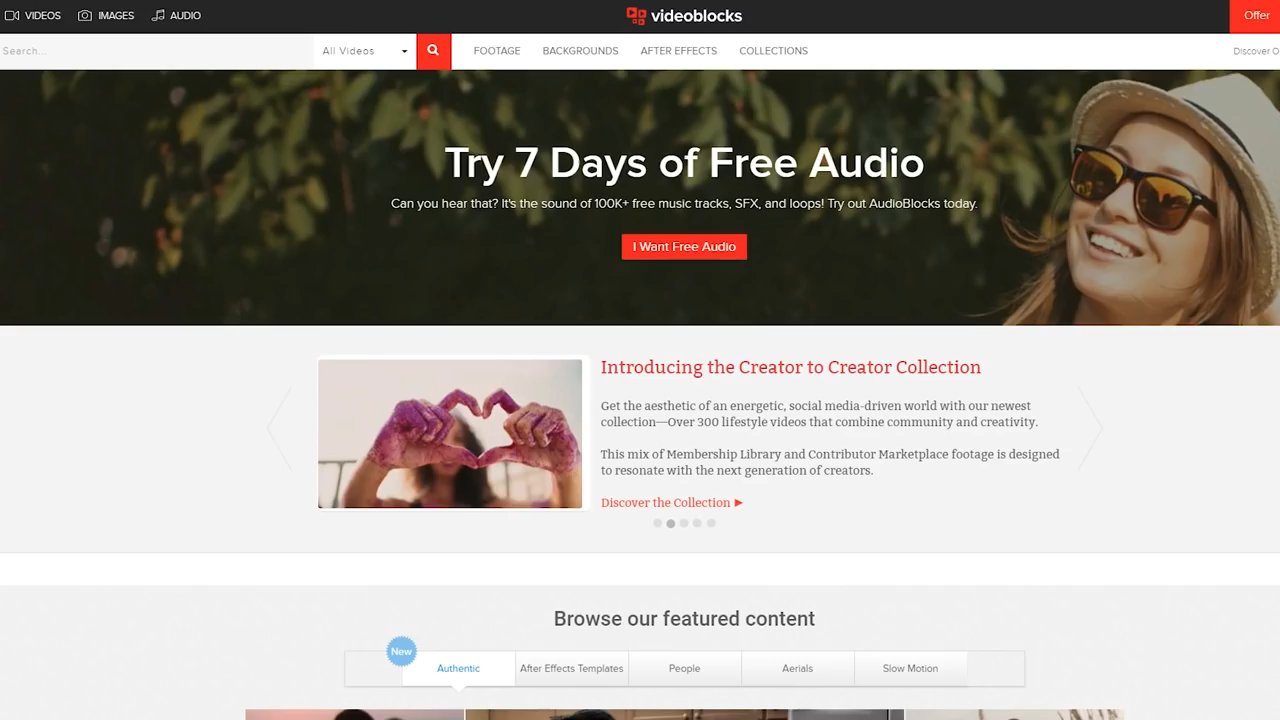 VIDEOS IMAGES AUDIO videoblocks Offer
Search... All Videos FOOTAGE BACKGROUNDS AFTER EFFECTS COLLECTIONS Discover O
Try 7 Days of Free Audio
Can you hear that? It's the sound of 100K+ free music tracks, SFX, and loops! Try out AudioBlocks today.
I Want Free Audio
Introducing the Creator to Creator Collection
Get the aesthetic of an energetic, social media-driven world with our newest
collection—Over 300 lifestyle videos that combine community and creativity.
This mix of Membership Library and Contributor Marketplace footage is designed
to resonate with the next generation of creators.
Discover the Collection ►
Browse our featured content
New
Authentic After Effects Templates People Aerials Slow Motion